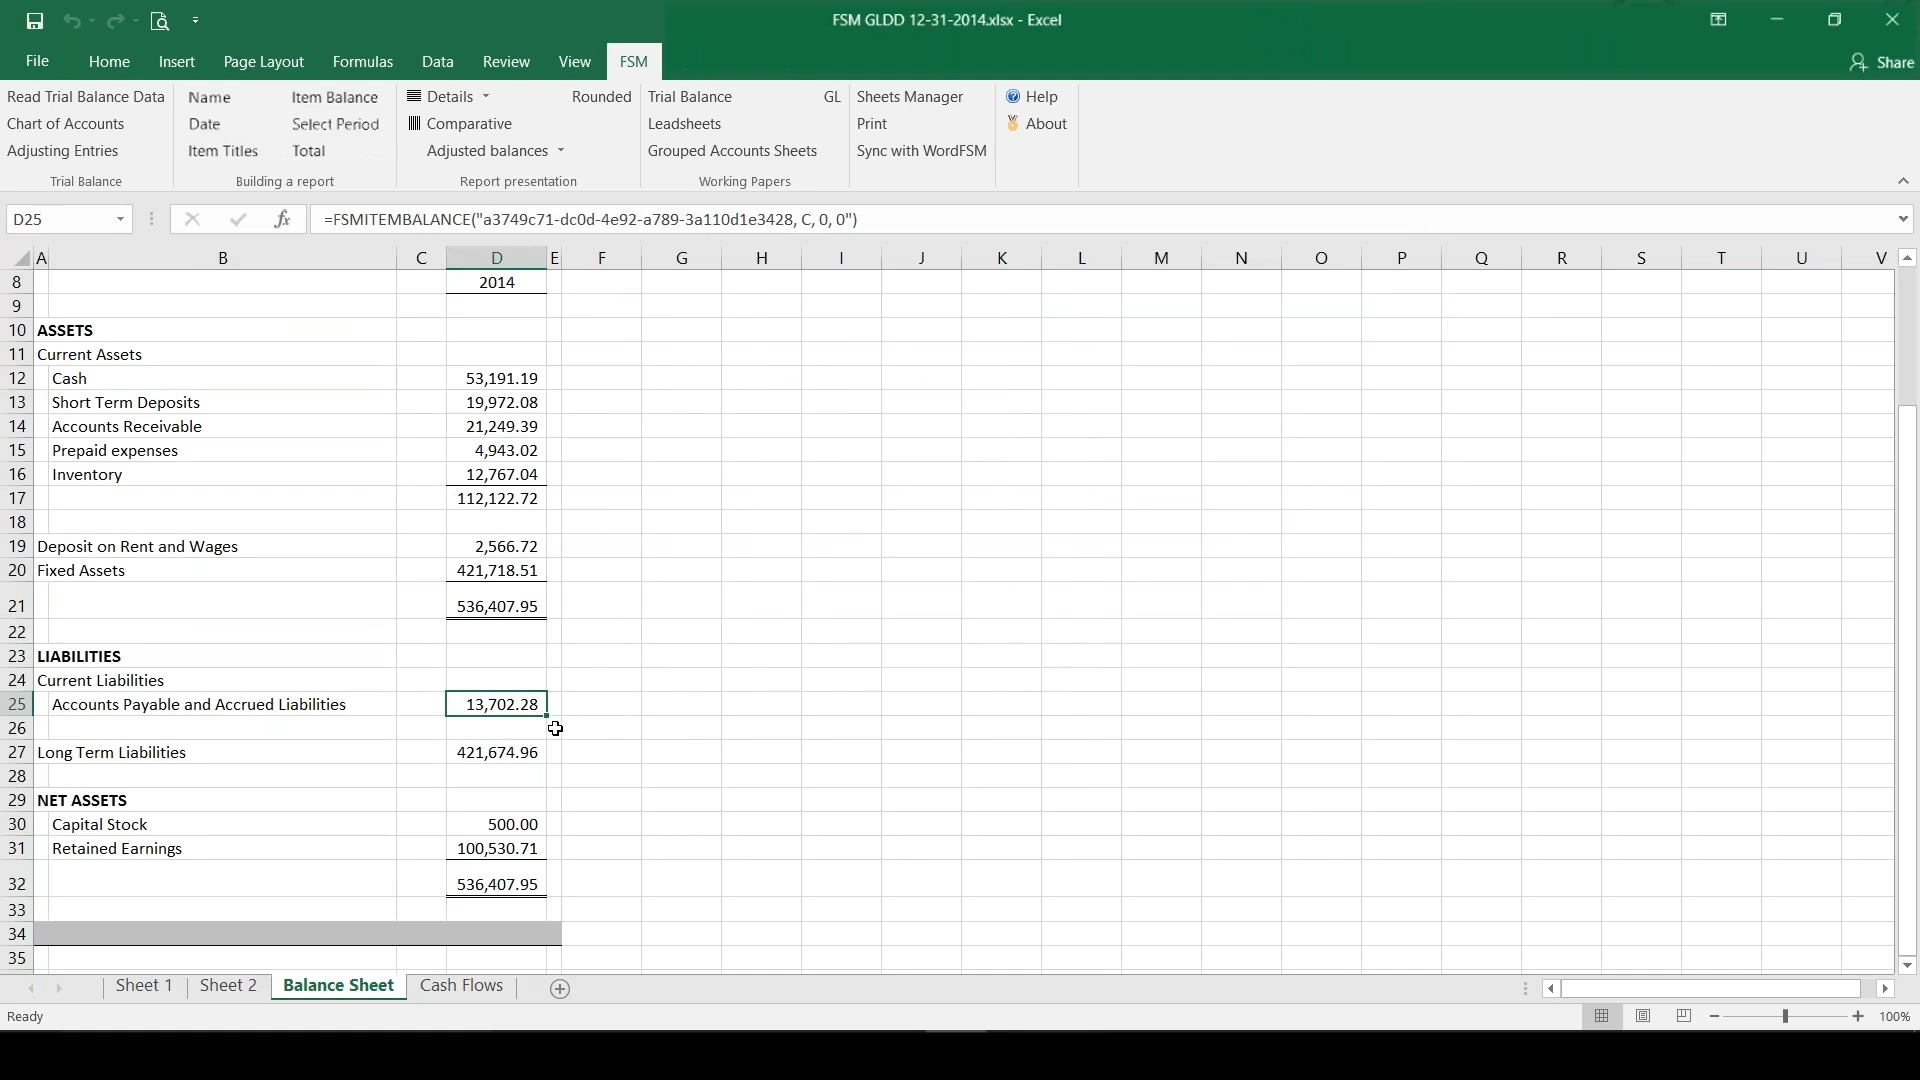 FSM GLDD 12-31-2014.xlsx - Excel
File Home Insert Page Layout Formulas Data Review View FSM Share
Read Trial Balance Data Name Item Balance Details Rounded Trial Balance GL Sheets Manager Help
Chart of Accounts Date Select Period Comparative Leadsheets Print About
Adjusting Entries Item Titles Total Adjusted balances Grouped Accounts Sheets Sync with WordFSM
Trial Balance Building a report Report presentation Working Papers
D25 fx =FSMITEMBALANCE("a3749c71-dc0d-4e92-a789-3a110d1e3428, C, 0, 0")
A B C D E F G H I J K L M N O P Q R S T U V
8 2014
9
10 ASSETS
11 Current Assets
12 Cash 53,191.19
13 Short Term Deposits 19,972.08
14 Accounts Receivable 21,249.39
15 Prepaid expenses 4,943.02
16 Inventory 12,767.04
17 112,122.72
18
19 Deposit on Rent and Wages 2,566.72
20 Fixed Assets 421,718.51
21 536,407.95
22
23 LIABILITIES
24 Current Liabilities
25 Accounts Payable and Accrued Liabilities 13,702.28
26
27 Long Term Liabilities 421,674.96
28
29 NET ASSETS
30 Capital Stock 500.00
31 Retained Earnings 100,530.71
32 536,407.95
33
34
35
Sheet 1 Sheet 2 Balance Sheet Cash Flows
Ready 100%